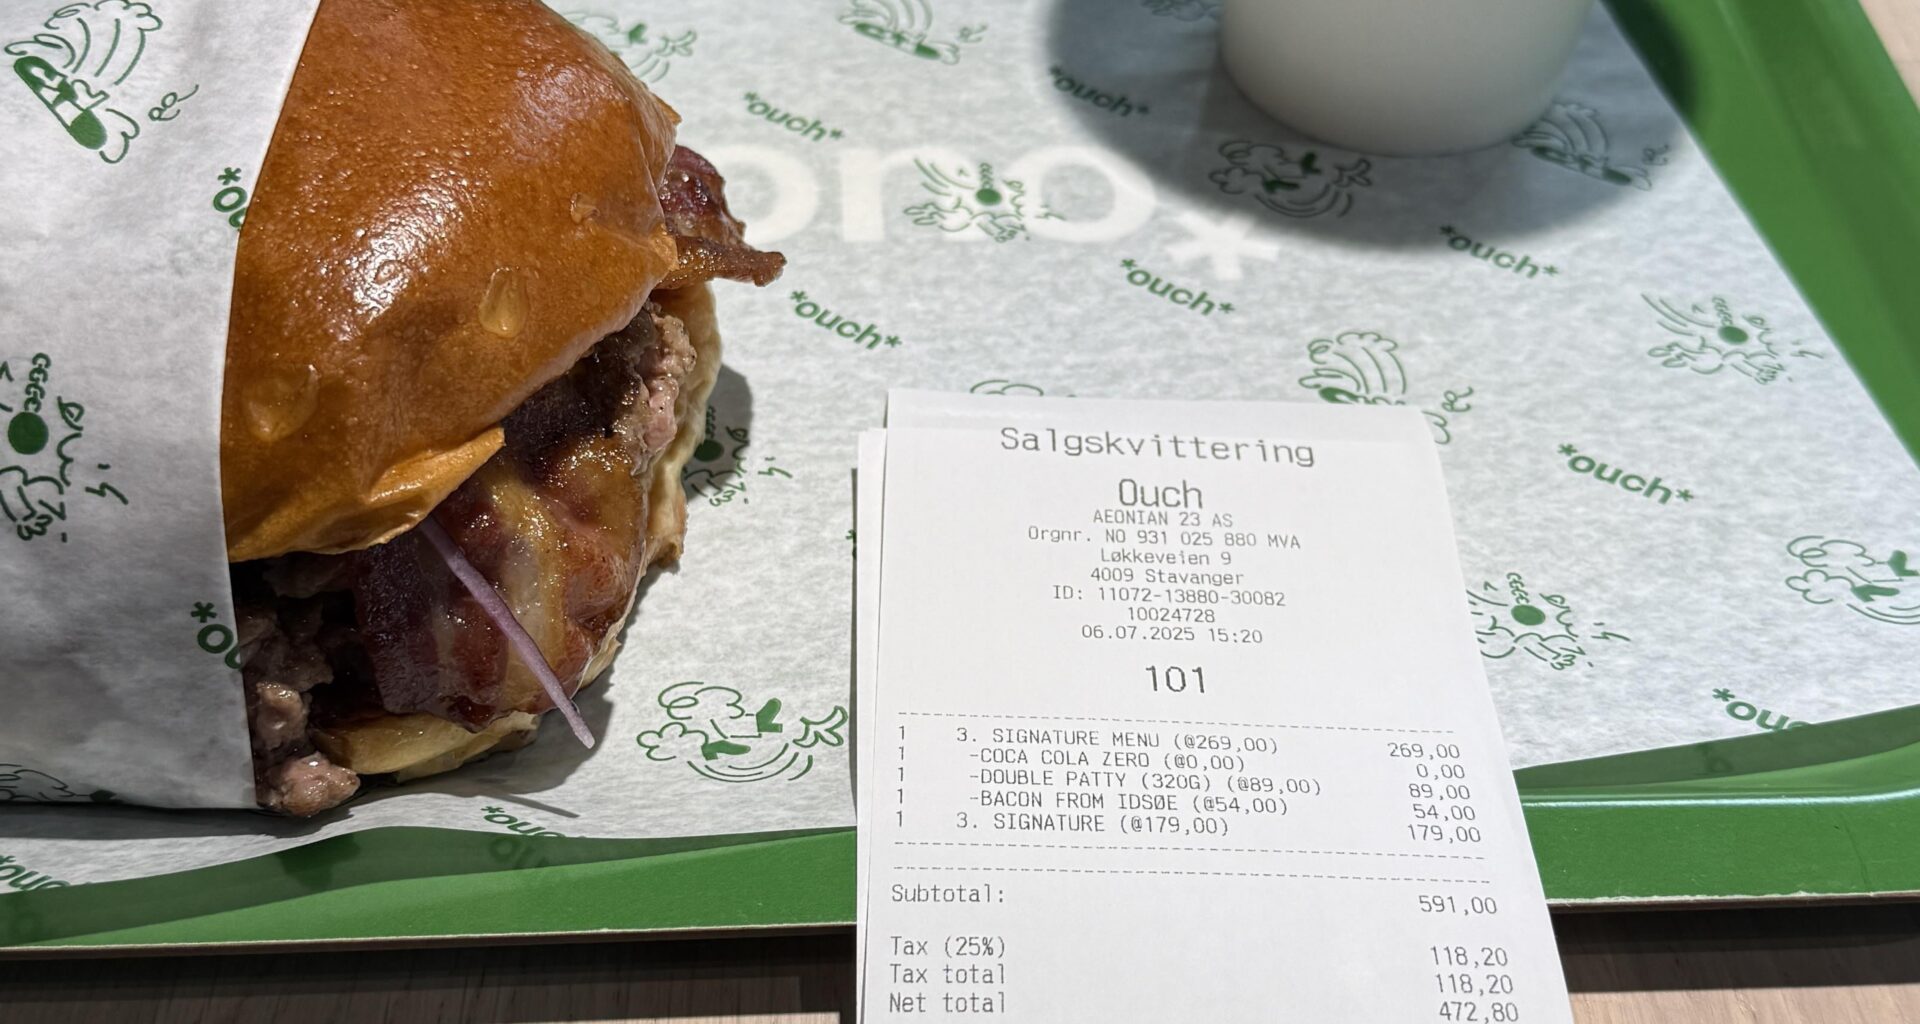 *ouch*
*ouch*
*ouch*
*ouch*
*ouch*
*ouch*
ouch*
Salgskvittering
Ouch
AEONIAN 23 AS
Orgnr. NO 931 025 880 MVA
Løkkeveien 9
4009 Stavanger
ID: 11072-13880-30082
10024728
06.07.2025 15:20
101
1 3. SIGNATURE MENU (@269,00) 269,00
1 -COCA COLA ZERO (@0,00) 0,00
1 -DOUBLE PATTY (320G) (@89,00) 89,00
1 -BACON FROM IDSØE (@54,00) 54,00
1 3. SIGNATURE (@179,00) 179,00
Subtotal: 591,00
Tax (25%) 118,20
Tax total 118,20
Net total 472,80